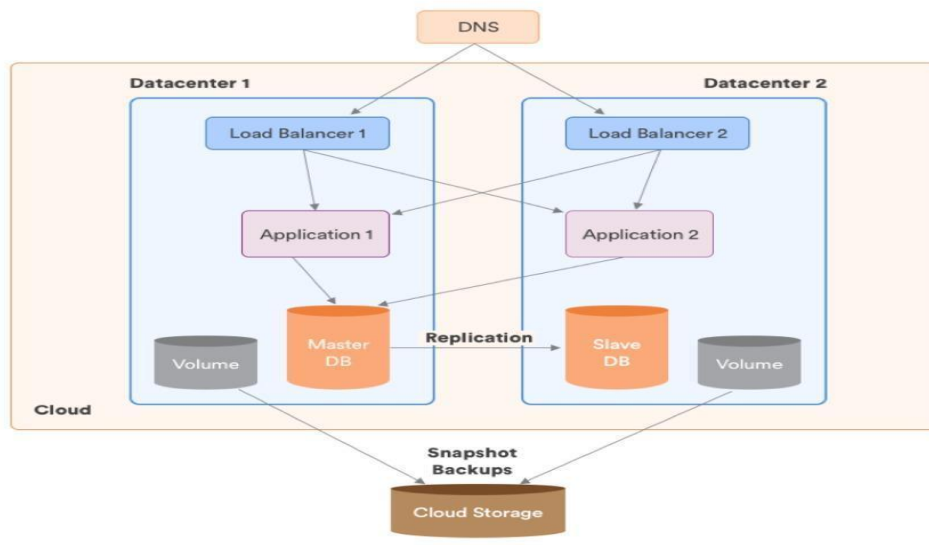 DNS
Datacenter 1
Datacenter 2
Load Balancer 1
Load Balancer 2
Application 1
Application 2
Volume
Master
DB
Replication
Slave
DB
Volume
Cloud
Snapshot
Backups
Cloud Storage